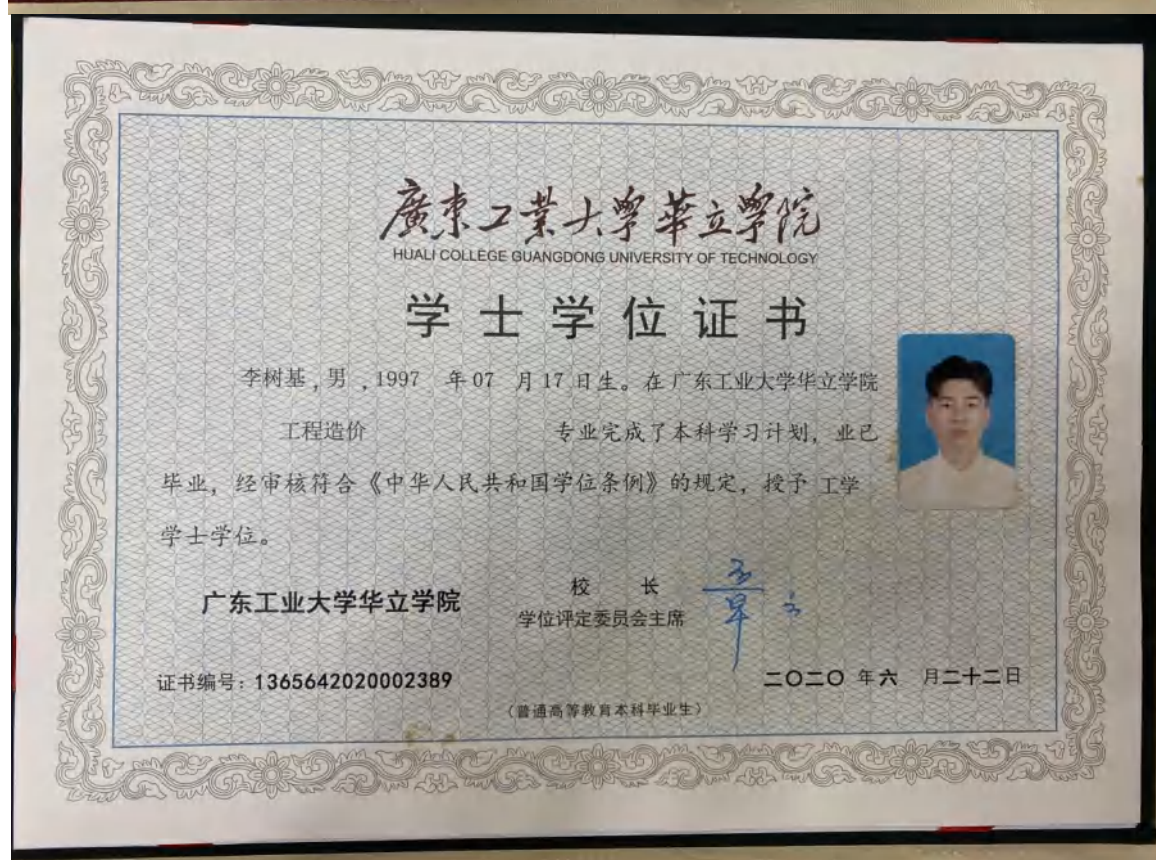 廣東工業大學華立學院
HUALI COLLEGE GUANGDONG UNIVERSITY OF TECHNOLOGY
学士学位证书
李树基,男,1997 年07 月17日生。在广东工业大学华立学院
工程造价 专业完成了本科学习计划,业已
毕业,经审核符合《中华人民共和国学位条例》的规定,授予 工学
学士学位。
广东工业大学华立学院
校 长
学位评定委员会主席
证书编号:1365642020002389
二〇二〇 年六 月二十二日
(普通高等教育本科毕业生)